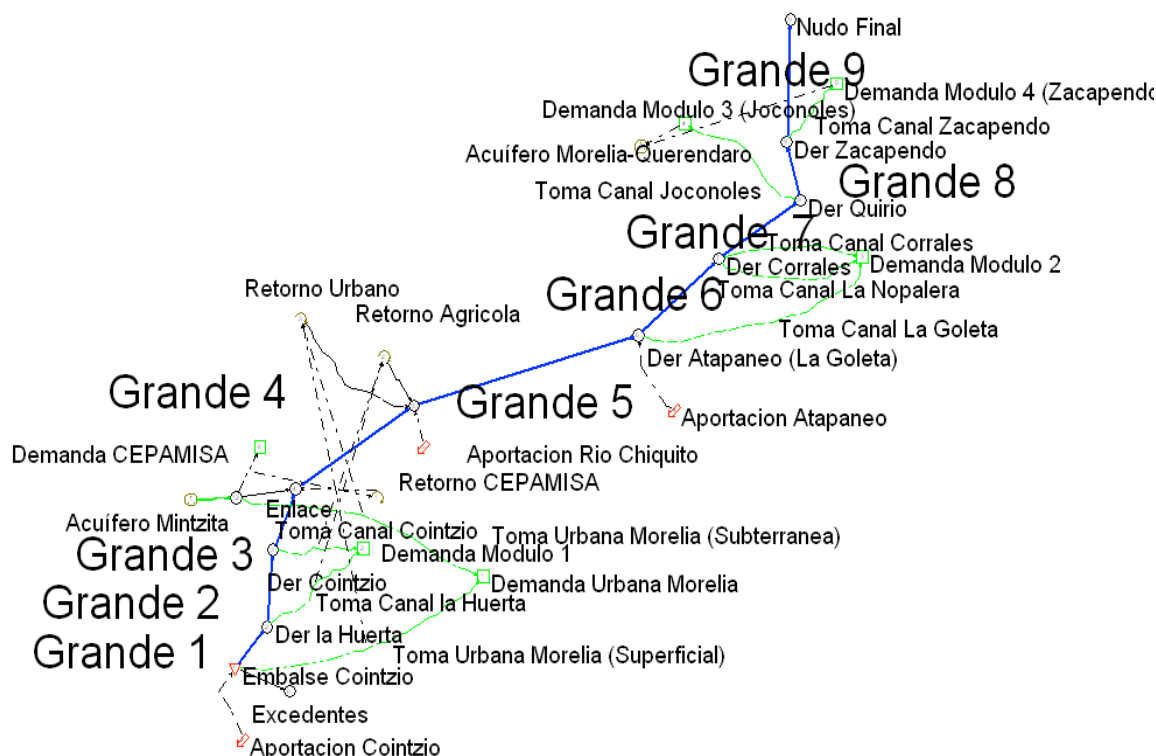 Nudo Final
Grande 9
Demanda Modulo 4 (Zacapendo
Demanda Modulo 3 (Joconoles)
Toma Canal Zacapendo
Acuífero Morelia-Querendaro
Der Zacapendo
Toma Canal Joconoles
Grande 8
Der Quirio
Grande 7
Toma Canal Corrales
Der Corrales
Demanda Modulo 2
Retorno Urbano
Grande 6
Toma Canal La Nopalera
Retorno Agricola
Toma Canal La Goleta
Der Atapaneo (La Goleta)
Grande 4
Grande 5
Aportacion Atapaneo
Demanda CEPAMISA
Aportacion Rio Chiquito
Retorno CEPAMISA
Enlace
Acuífero Mintzita
Toma Canal Cointzio
Toma Urbana Morelia (Subterranea)
Grande 3
Demanda Modulo 1
Der Cointzio
Demanda Urbana Morelia
Grande 2
Toma Canal la Huerta
Der la Huerta
Grande 1
Toma Urbana Morelia (Superficial)
Embalse Cointzio
Excedentes
Aportacion Cointzio